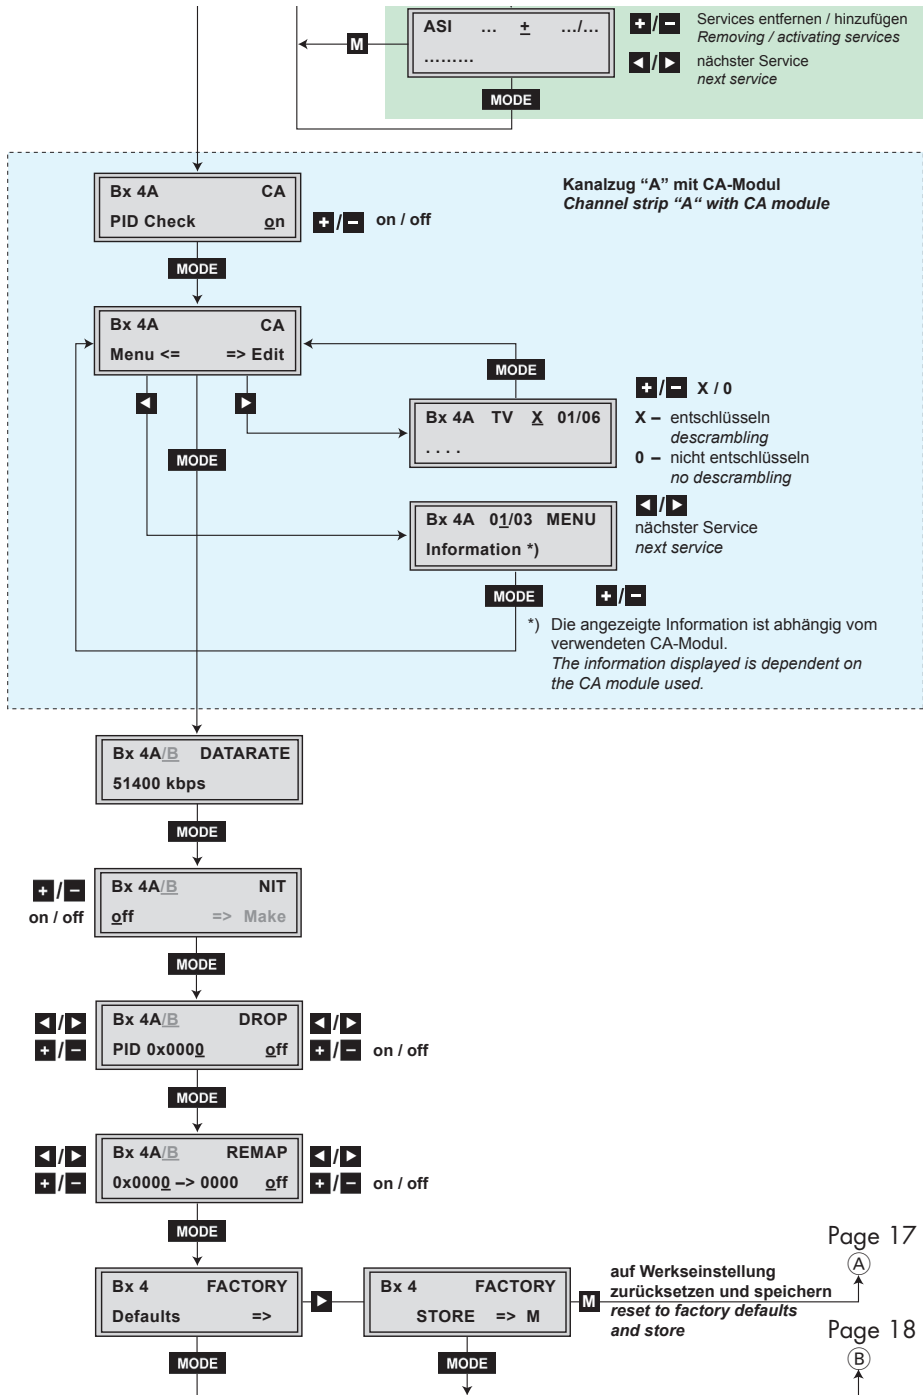 ASI ... ± .../...
.........
M
MODE
+/− Services entfernen / hinzufügen
Removing / activating services
◄/► nächster Service
next service
Kanalzug “A” mit CA-Modul
Channel strip “A“ with CA module
Bx 4A CA
PID Check on
+/− on / off
MODE
Bx 4A CA
Menu <= => Edit
◄
►
MODE
MODE
Bx 4A TV X 01/06
. . . .
+/− X / 0
X – entschlüsseln
descrambling
0 – nicht entschlüsseln
no descrambling
◄/►
nächster Service
next service
Bx 4A 01/03 MENU
Information *)
MODE
+/−
*) Die angezeigte Information ist abhängig vom
verwendeten CA-Modul.
The information displayed is dependent on
the CA module used.
Bx 4A/B DATARATE
51400 kbps
MODE
+/−
on / off
Bx 4A/B NIT
off => Make
MODE
◄/►
+/−
Bx 4A/B DROP
PID 0x0000 off
◄/►
+/− on / off
MODE
◄/►
+/−
Bx 4A/B REMAP
0x0000 –> 0000 off
◄/►
+/− on / off
MODE
Bx 4 FACTORY
Defaults =>
►
Bx 4 FACTORY
STORE => M
M
auf Werkseinstellung
zurücksetzen und speichern
reset to factory defaults
and store
Page 17
A
MODE
MODE
Page 18
B